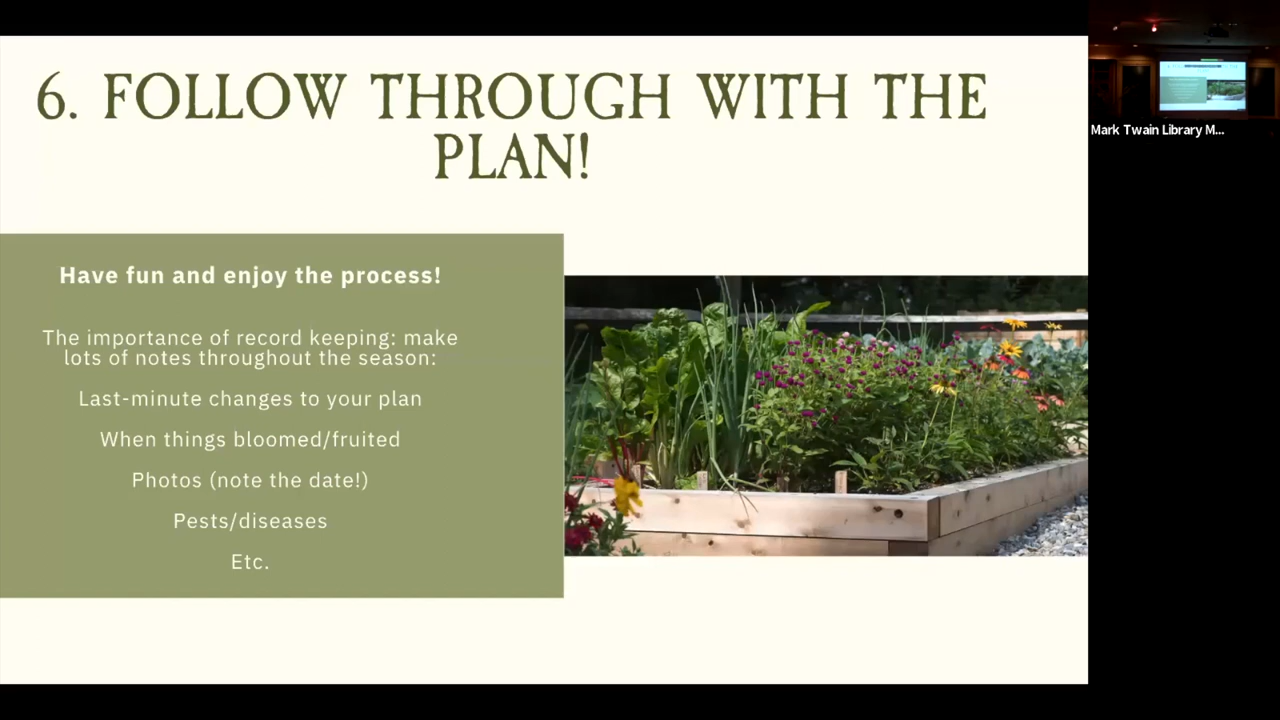 6. FOLLOW THROUGH WITH THE
PLAN!
Have fun and enjoy the process!
The importance of record keeping: make
lots of notes throughout the season:
Last-minute changes to your plan
When things bloomed/fruited
Photos (note the date!)
Pests/diseases
Etc.
Mark Twain Library M...